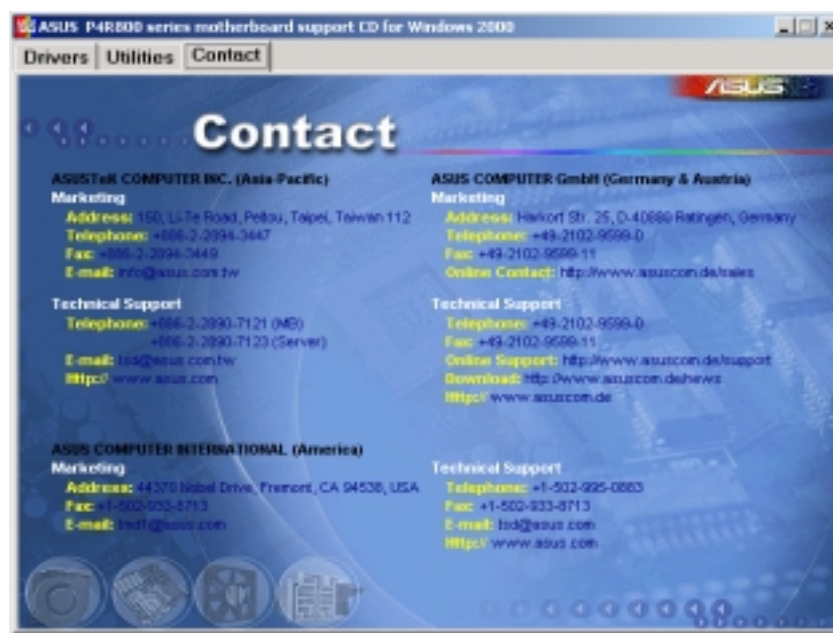 ASUS P4R800 series motherboard support CD for Windows 2000
Drivers Utilities Contact
ASUS
Contact
ASUSTeK COMPUTER INC. (Asia-Pacific)
Marketing
Address: 150, Li-Te Road, Peitou, Taipei, Taiwan 112
Telephone: +886-2-2894-3447
Fax: +886-2-2894-3449
E-mail: info@asus.com.tw
Technical Support
Telephone: +886-2-2890-7121 (MB)
+886-2-2890-7123 (Server)
E-mail: tsd@asus.com.tw
Http:// www.asus.com
ASUS COMPUTER GmbH (Germany & Austria)
Marketing
Address: Harkort Str. 25, D-40880 Ratingen, Germany
Telephone: +49-2102-9599-0
Fax: +49-2102-9599-11
Online Contact: http://www.asuscom.de/sales
Technical Support
Telephone: +49-2102-9599-0
Fax: +49-2102-9599-11
Online Support: http://www.asuscom.de/support
Download: http://www.asuscom.de/news
Http:// www.asuscom.de
ASUS COMPUTER INTERNATIONAL (America)
Marketing
Address: 44370 Nobel Drive, Fremont, CA 94538, USA
Fax: +1-502-933-8713
E-mail: tmd1@asus.com
Technical Support
Telephone: +1-502-995-0883
Fax: +1-502-933-8713
E-mail: tsd@asus.com
Http:// www.asus.com